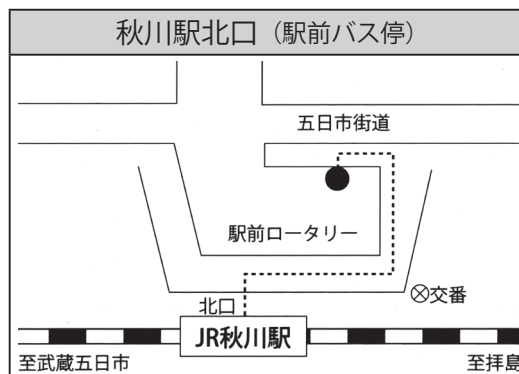 秋川駅北口（駅前バス停）
五日市街道
駅前ロータリー
交番
北口
JR秋川駅
至武蔵五日市
至拝島